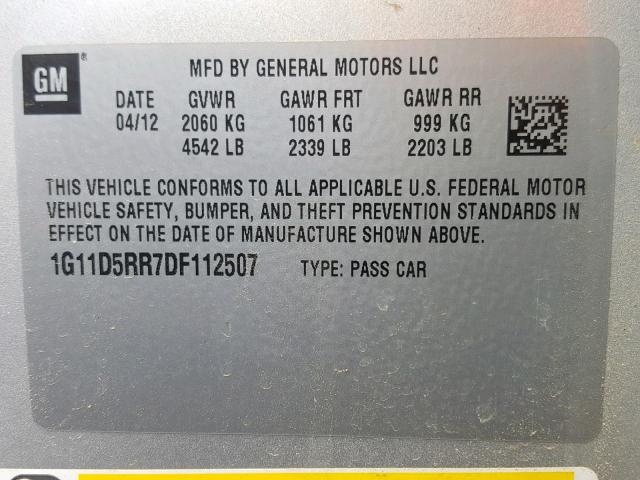 GM®
MFD BY GENERAL MOTORS LLC
DATE GVWR GAWR FRT GAWR RR
04/12 2060 KG 1061 KG 999 KG
4542 LB 2339 LB 2203 LB
THIS VEHICLE CONFORMS TO ALL APPLICABLE U.S. FEDERAL MOTOR
VEHICLE SAFETY, BUMPER, AND THEFT PREVENTION STANDARDS IN
EFFECT ON THE DATE OF MANUFACTURE SHOWN ABOVE.
1G11D5RR7DF112507 TYPE: PASS CAR